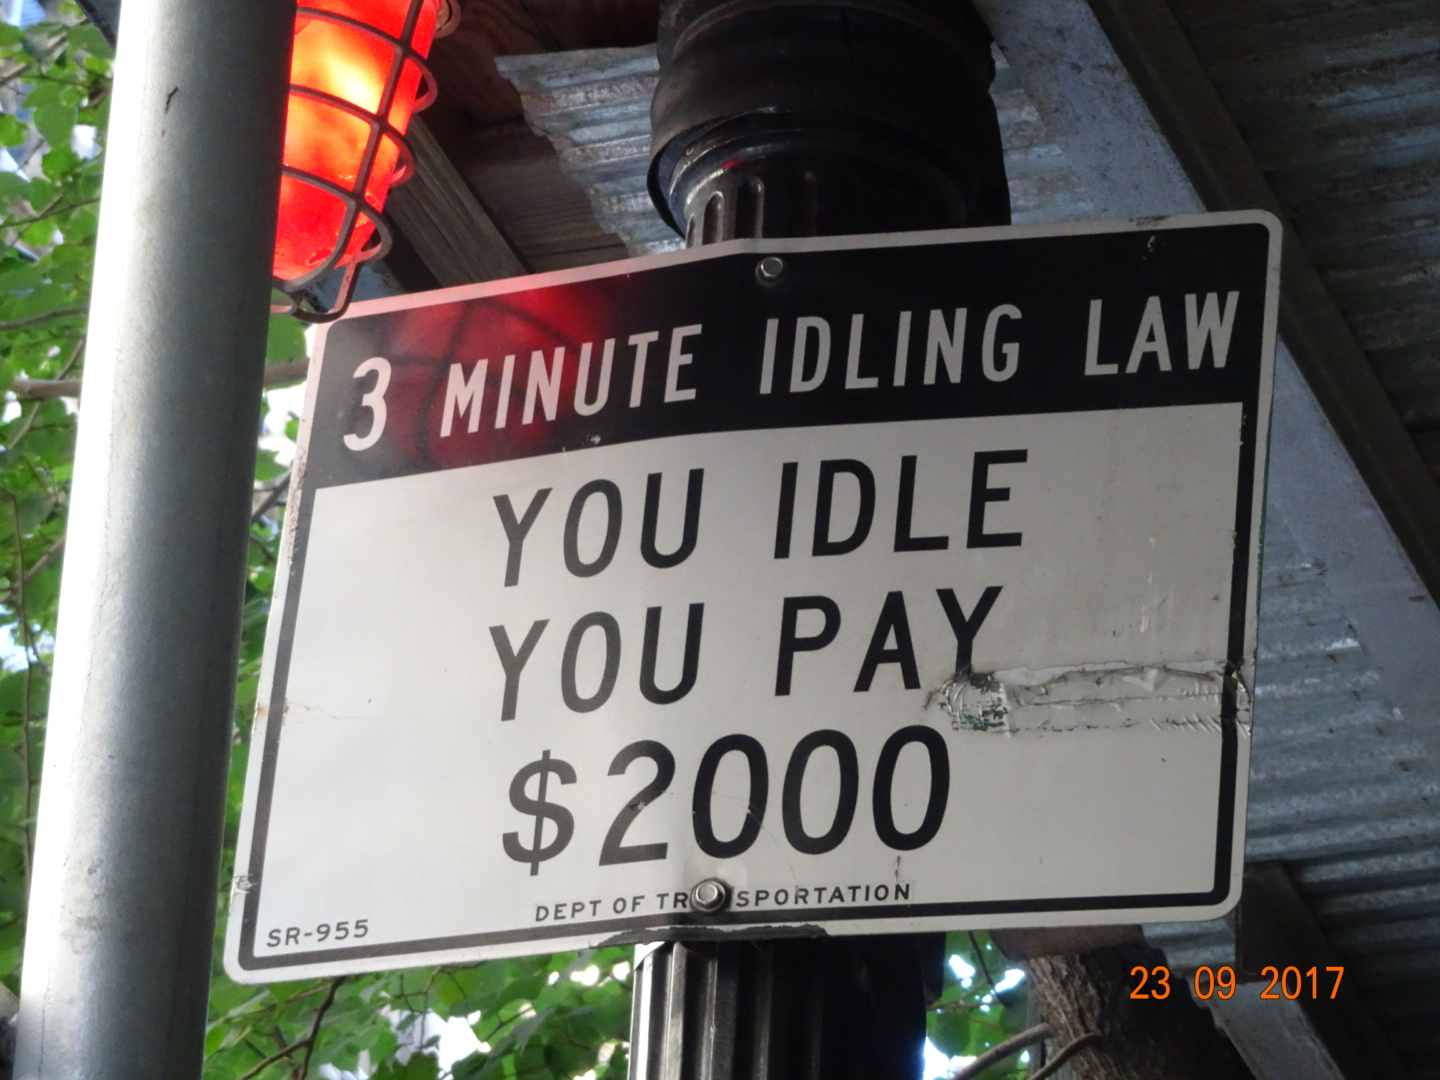 3 MINUTE IDLING LAW
YOU IDLE
YOU PAY
$2000
DEPT OF TR SPORTATION
SR-955
23 09 2017